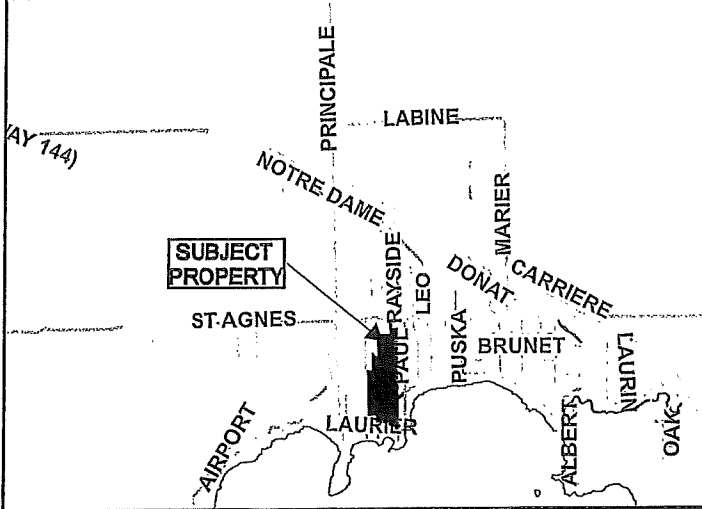 PRINCIPALE
LABINE
WAY 144)
NOTRE DAME
MARIER
SUBJECT
PROPERTY
RAYSIDE
DONAT
CARRIERE
LEO
ST-AGNES
PAUL
PUSKA
BRUNET
LAURIN
LAURIER
AIRPORT
ALBERT
OAK